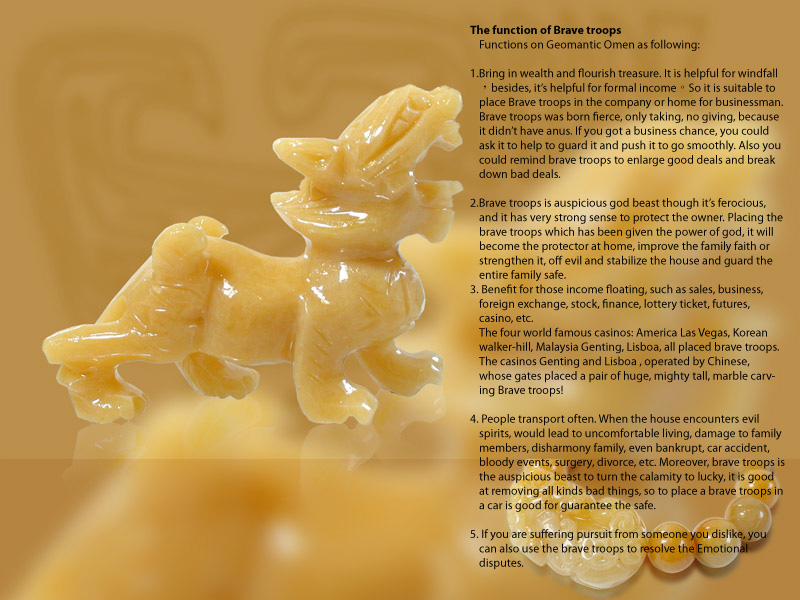 The function of Brave troops
Functions on Geomantic Omen as following:
1.Bring in wealth and flourish treasure. It is helpful for windfall
，besides, it’s helpful for formal income。So it is suitable to
place Brave troops in the company or home for businessman.
Brave troops was born fierce, only taking, no giving, because
it didn’t have anus. If you got a business chance, you could
ask it to help to guard it and push it to go smoothly. Also you
could remind brave troops to enlarge good deals and break
down bad deals.
2.Brave troops is auspicious god beast though it’s ferocious,
and it has very strong sense to protect the owner. Placing the
brave troops which has been given the power of god, it will
become the protector at home, improve the family faith or
strengthen it, off evil and stabilize the house and guard the
entire family safe.
3. Benefit for those income floating, such as sales, business,
foreign exchange, stock, finance, lottery ticket, futures,
casino, etc.
The four world famous casinos: America Las Vegas, Korean
walker-hill, Malaysia Genting, Lisboa, all placed brave troops.
The casinos Genting and Lisboa , operated by Chinese,
whose gates placed a pair of huge, mighty tall, marble carv-
ing Brave troops!
4. People transport often. When the house encounters evil
spirits, would lead to uncomfortable living, damage to family
members, disharmony family, even bankrupt, car accident,
bloody events, surgery, divorce, etc. Moreover, brave troops is
the auspicious beast to turn the calamity to lucky, it is good
at removing all kinds bad things, so to place a brave troops in
a car is good for guarantee the safe.
5. If you are suffering pursuit from someone you dislike, you
can also use the brave troops to resolve the Emotional
disputes.